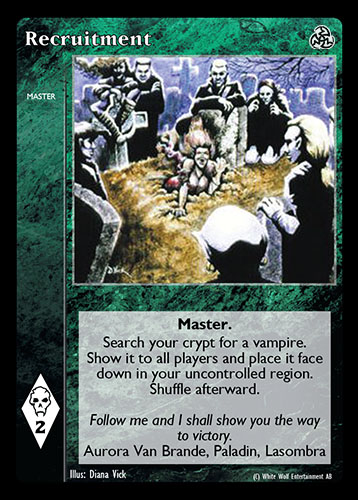 Recruitment
MASTER
D.Vick
Master.
Search your crypt for a vampire.
Show it to all players and place it face
down in your uncontrolled region.
Shuffle afterward.
Follow me and I shall show you the way
to victory.
Aurora Van Brande, Paladin, Lasombra
2
Illus: Diana Vick
(C) White Wolf Entertainment AB